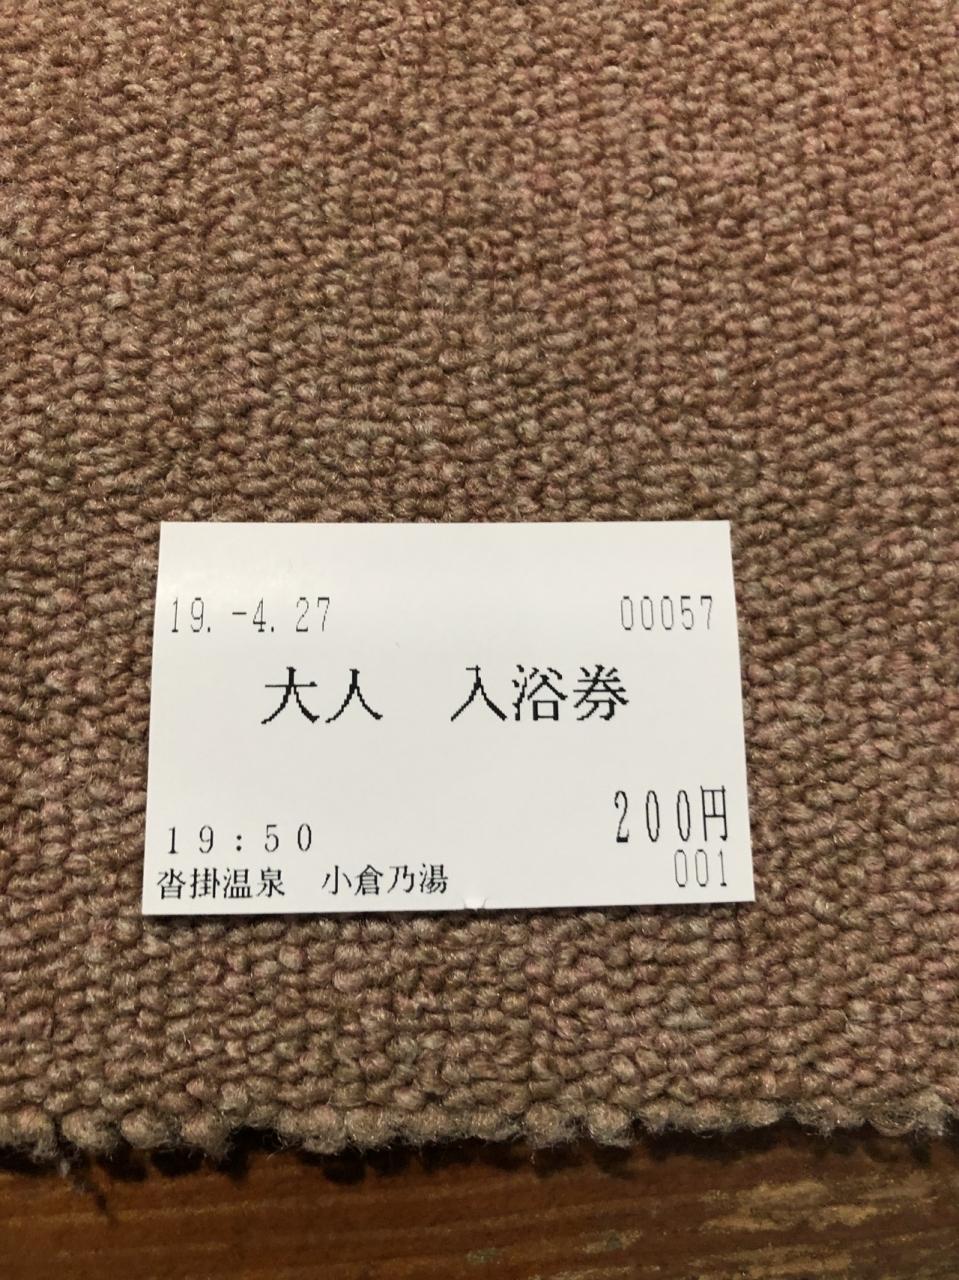 19.-4.27 00057
大人 入浴券
200円
19:50
001
沓掛温泉 小倉乃湯